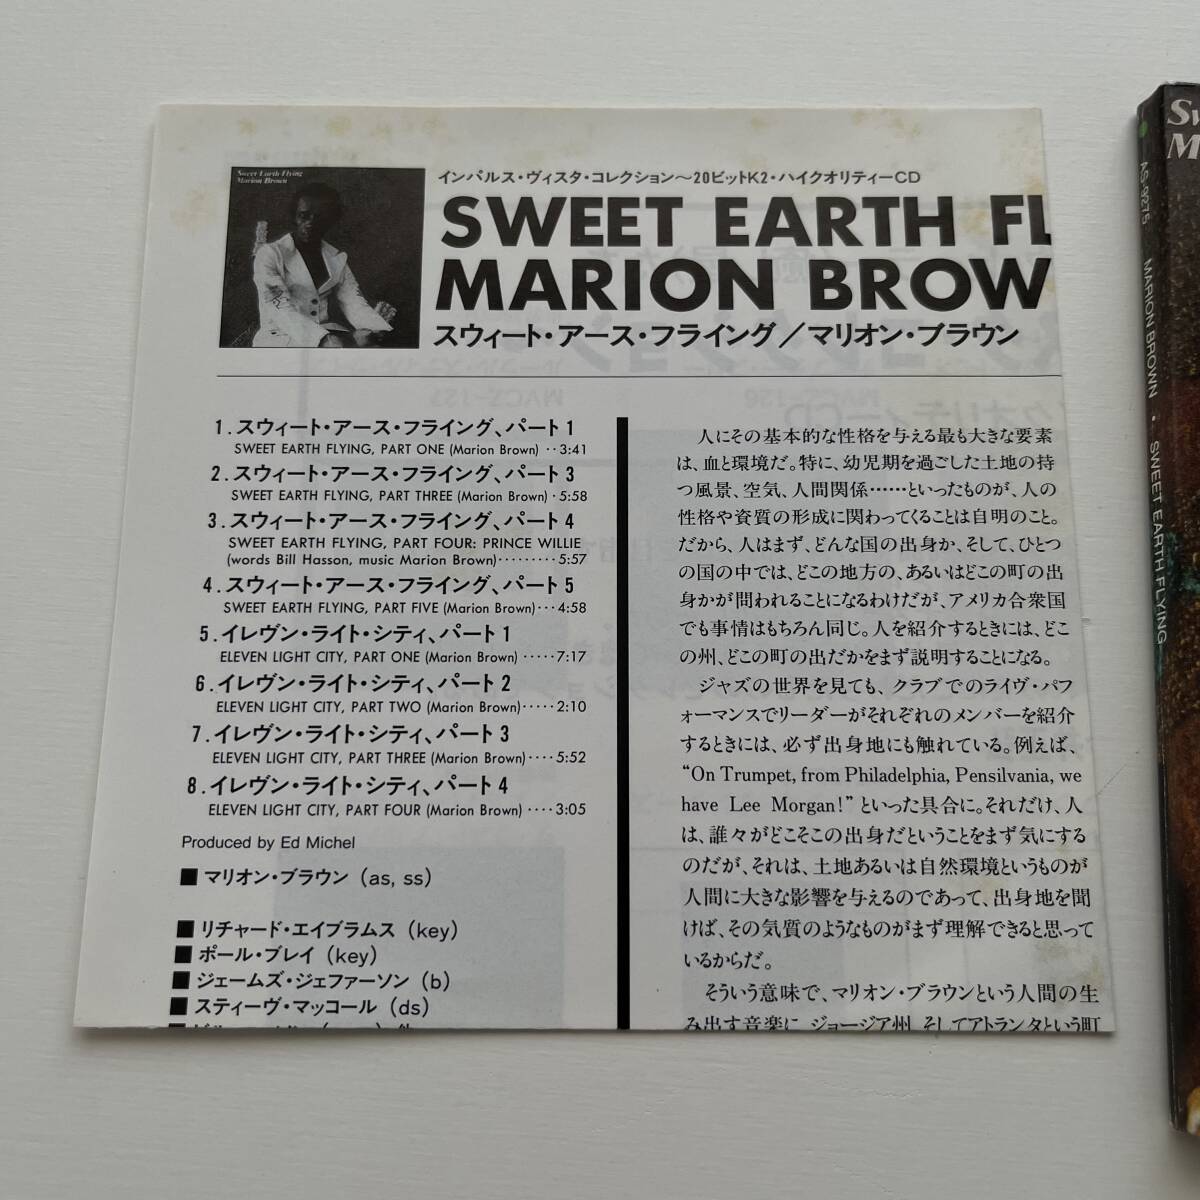 Sweet Earth Flying
Marion Brown
インパルス・ヴィスタ・コレクション〜20ビットK2・ハイクオリティーCD
SWEET EARTH FL
MARION BROW
スウィート・アース・フライング／マリオン・ブラウン
1.スウィート・アース・フライング、パート1
SWEET EARTH FLYING, PART ONE (Marion Brown) ··3:41
2.スウィート・アース・フライング、パート3
SWEET EARTH FLYING, PART THREE (Marion Brown)·5:58
3.スウィート・アース・フライング、パート4
SWEET EARTH FLYING, PART FOUR: PRINCE WILLIE
(words Bill Hasson, music Marion Brown)·········5:57
4.スウィート・アース・フライング、パート5
SWEET EARTH FLYING, PART FIVE (Marion Brown)···4:58
5.イレヴン・ライト・シティ、パート1
ELEVEN LIGHT CITY, PART ONE (Marion Brown)·····7:17
6.イレヴン・ライト・シティ、パート2
ELEVEN LIGHT CITY, PART TWO (Marion Brown)·····2:10
7.イレヴン・ライト・シティ、パート3
ELEVEN LIGHT CITY, PART THREE (Marion Brown)····5:52
8.イレヴン・ライト・シティ、パート4
ELEVEN LIGHT CITY, PART FOUR (Marion Brown)····3:05
Produced by Ed Michel
■マリオン・ブラウン(as, ss)
■リチャード・エイブラムス(key)
■ポール・ブレイ(key)
■ジェームズ・ジェファーソン(b)
■スティーヴ・マッコール(ds)
人にその基本的な性格を与える最も大きな要素
は、血と環境だ。特に、幼児期を過ごした土地の持
つ風景、空気、人間関係……といったものが、人の
性格や資質の形成に関わってくることは自明のこと。
だから、人はまず、どんな国の出身か、そして、ひとつ
の国の中では、どこの地方の、あるいはどこの町の出
身かが問われることになるわけだが、アメリカ合衆国
でも事情はもちろん同じ。人を紹介するときには、どこ
の州、どこの町の出だかをまず説明することになる。
ジャズの世界を見ても、クラブでのライヴ・パフ
ォーマンスでリーダーがそれぞれのメンバーを紹介
するときには、必ず出身地にも触れている。例えば、
“On Trumpet, from Philadelphia, Pensilvania, we
have Lee Morgan!”といった具合に。それだけ、人
は、誰々がどこそこの出身だということをまず気にする
のだが、それは、土地あるいは自然環境というものが
人間に大きな影響を与えるのであって、出身地を聞
けば、その気質のようなものがまず理解できると思って
いるからだ。
そういう意味で、マリオン・ブラウンという人間の生
み出す音楽に、ジョージア州、そしてアトランタという町
AS-9275 MARION BROWN • SWEET EARTH FLYING